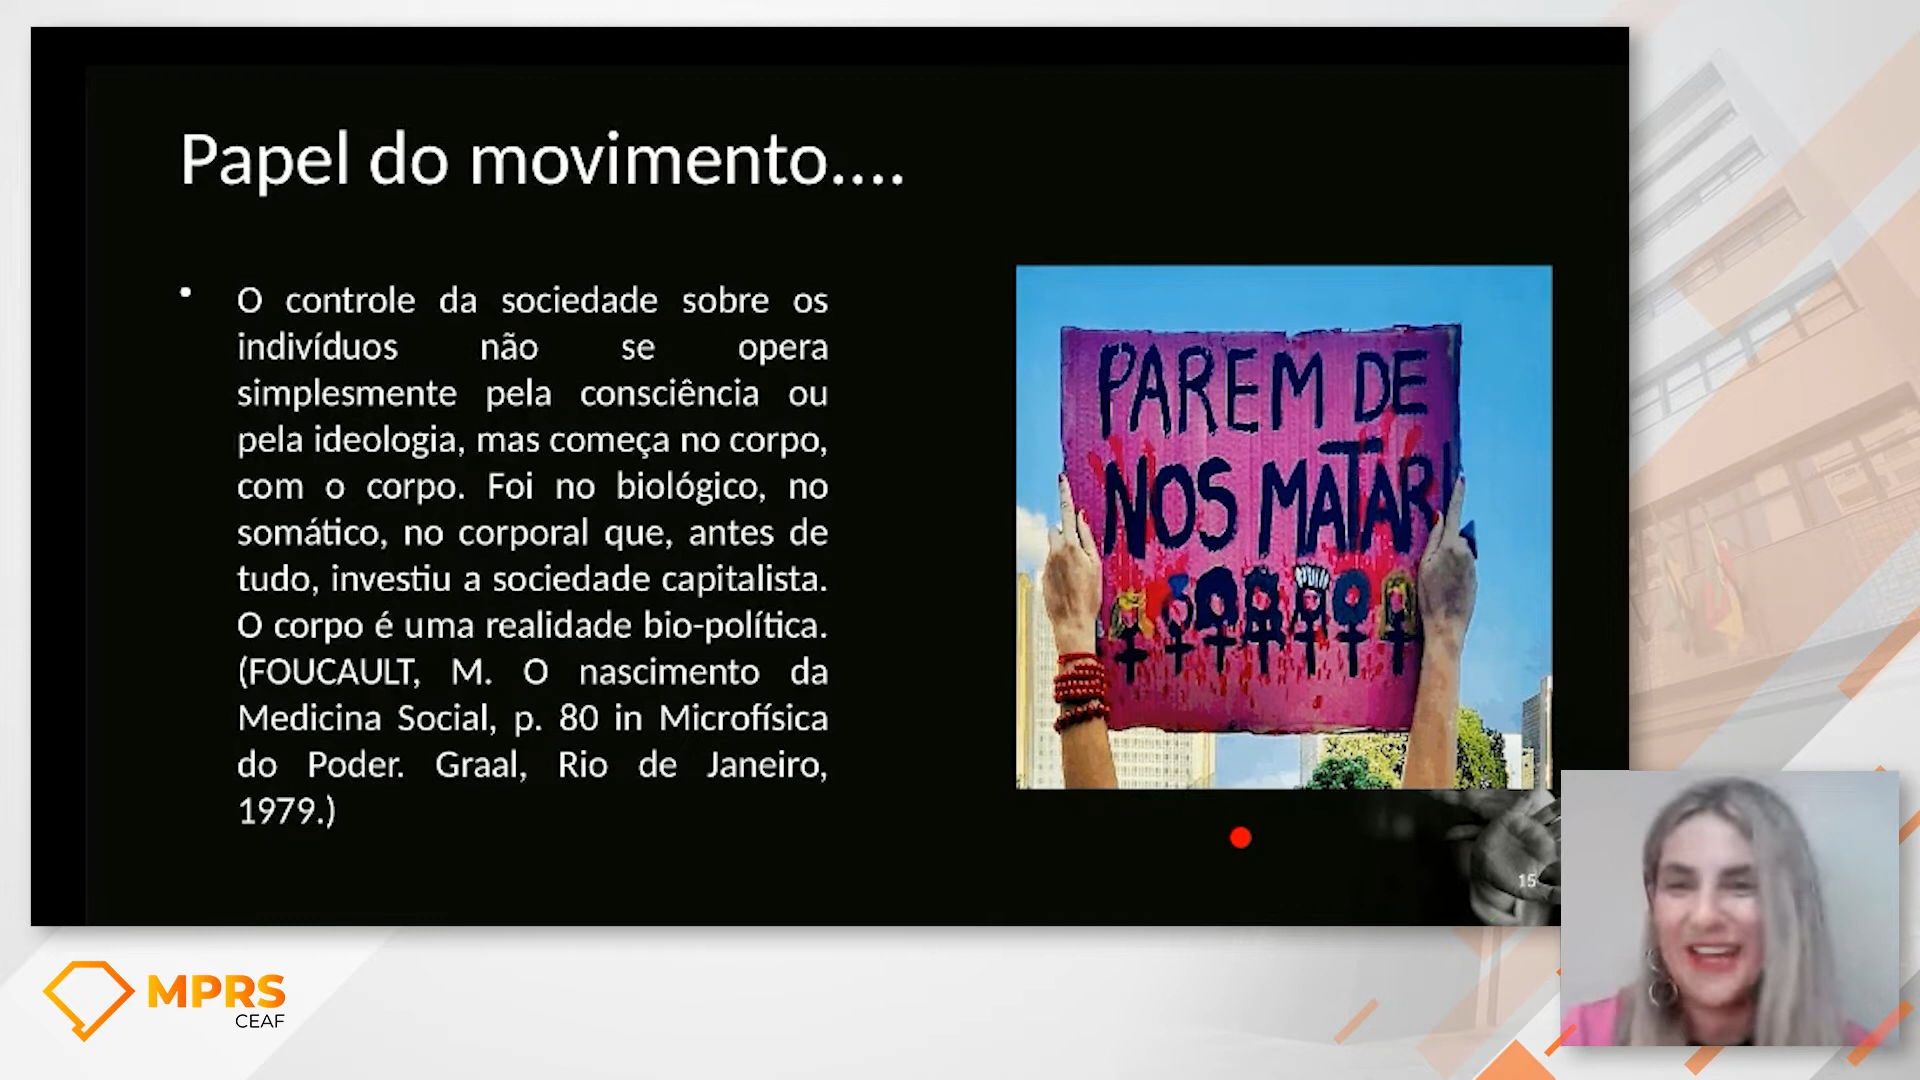 Papel do movimento....
• O controle da sociedade sobre os
indivíduos não se opera
simplesmente pela consciência ou
pela ideologia, mas começa no corpo,
com o corpo. Foi no biológico, no
somático, no corporal que, antes de
tudo, investiu a sociedade capitalista.
O corpo é uma realidade bio-política.
(FOUCAULT, M. O nascimento da
Medicina Social, p. 80 in Microfísica
do Poder. Graal, Rio de Janeiro,
1979.)
PAREM DE
NOS MATAR!
15
MPRS
CEAF